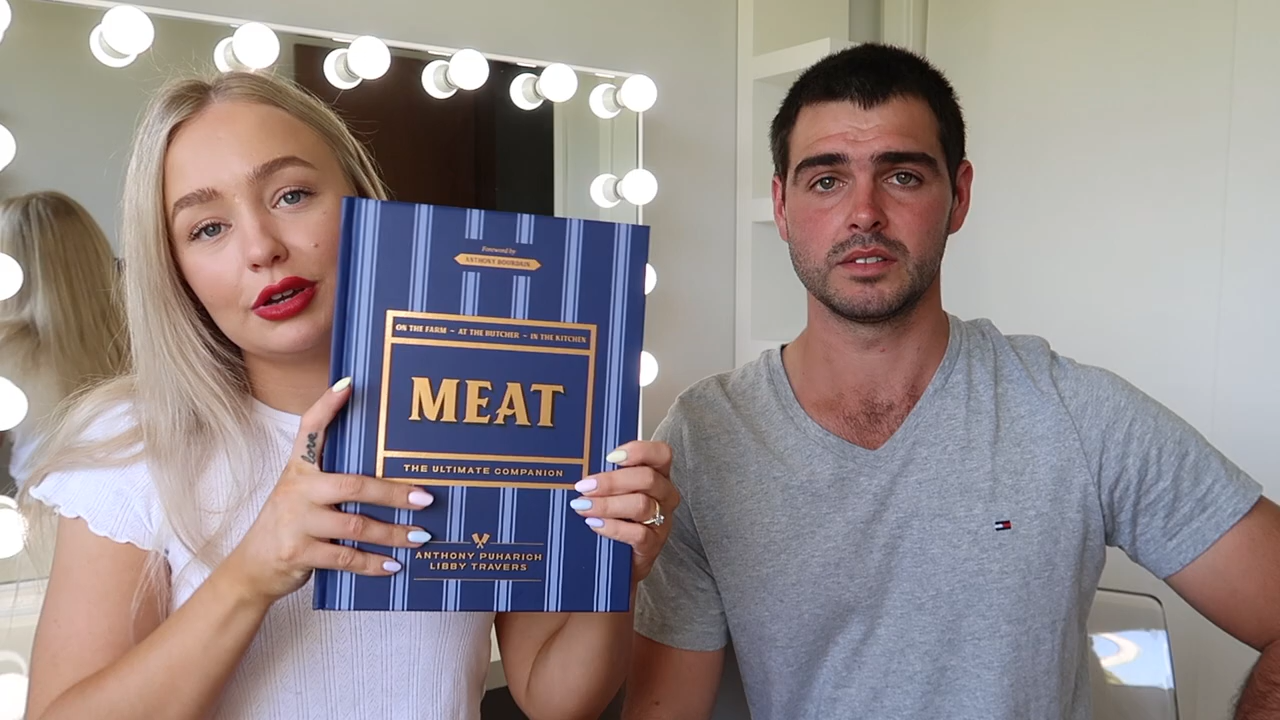 Foreword by
ANTHONY BOURDAIN
ON THE FARM ~ AT THE BUTCHER ~ IN THE KITCHEN
MEAT
THE ULTIMATE COMPANION
ANTHONY PUHARICH
LIBBY TRAVERS
love